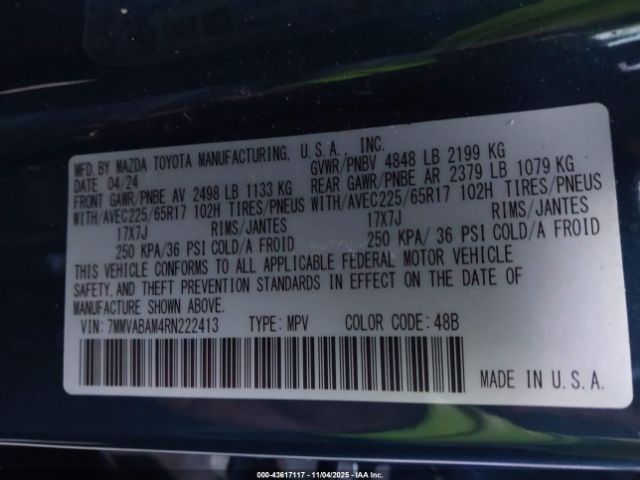 MFD. BY MAZDA TOYOTA MANUFACTURING, U.S.A., INC.
DATE 04/24 GVWR/PNBV 4848 LB 2199 KG
FRONT GAWR/PNBE AV 2498 LB 1133 KG REAR GAWR/PNBE AR 2379 LB 1079 KG
WITH/AVEC225/65R17 102H TIRES/PNEUS WITH/AVEC225/65R17 102H TIRES/PNEUS
17X7J RIMS/JANTES 17X7J RIMS/JANTES
250 KPA/36 PSI COLD/A FROID 250 KPA/ 36 PSI COLD/A FROID
THIS VEHICLE CONFORMS TO ALL APPLICABLE FEDERAL MOTOR VEHICLE
SAFETY, AND THEFT PREVENTION STANDARDS IN EFFECT ON THE DATE OF
MANUFACTURE SHOWN ABOVE.
VIN: 7MMVABAM4RN222413 TYPE: MPV COLOR CODE: 48B
MADE IN U.S.A.
000-43617117 - 11/04/2025 - IAA Inc.